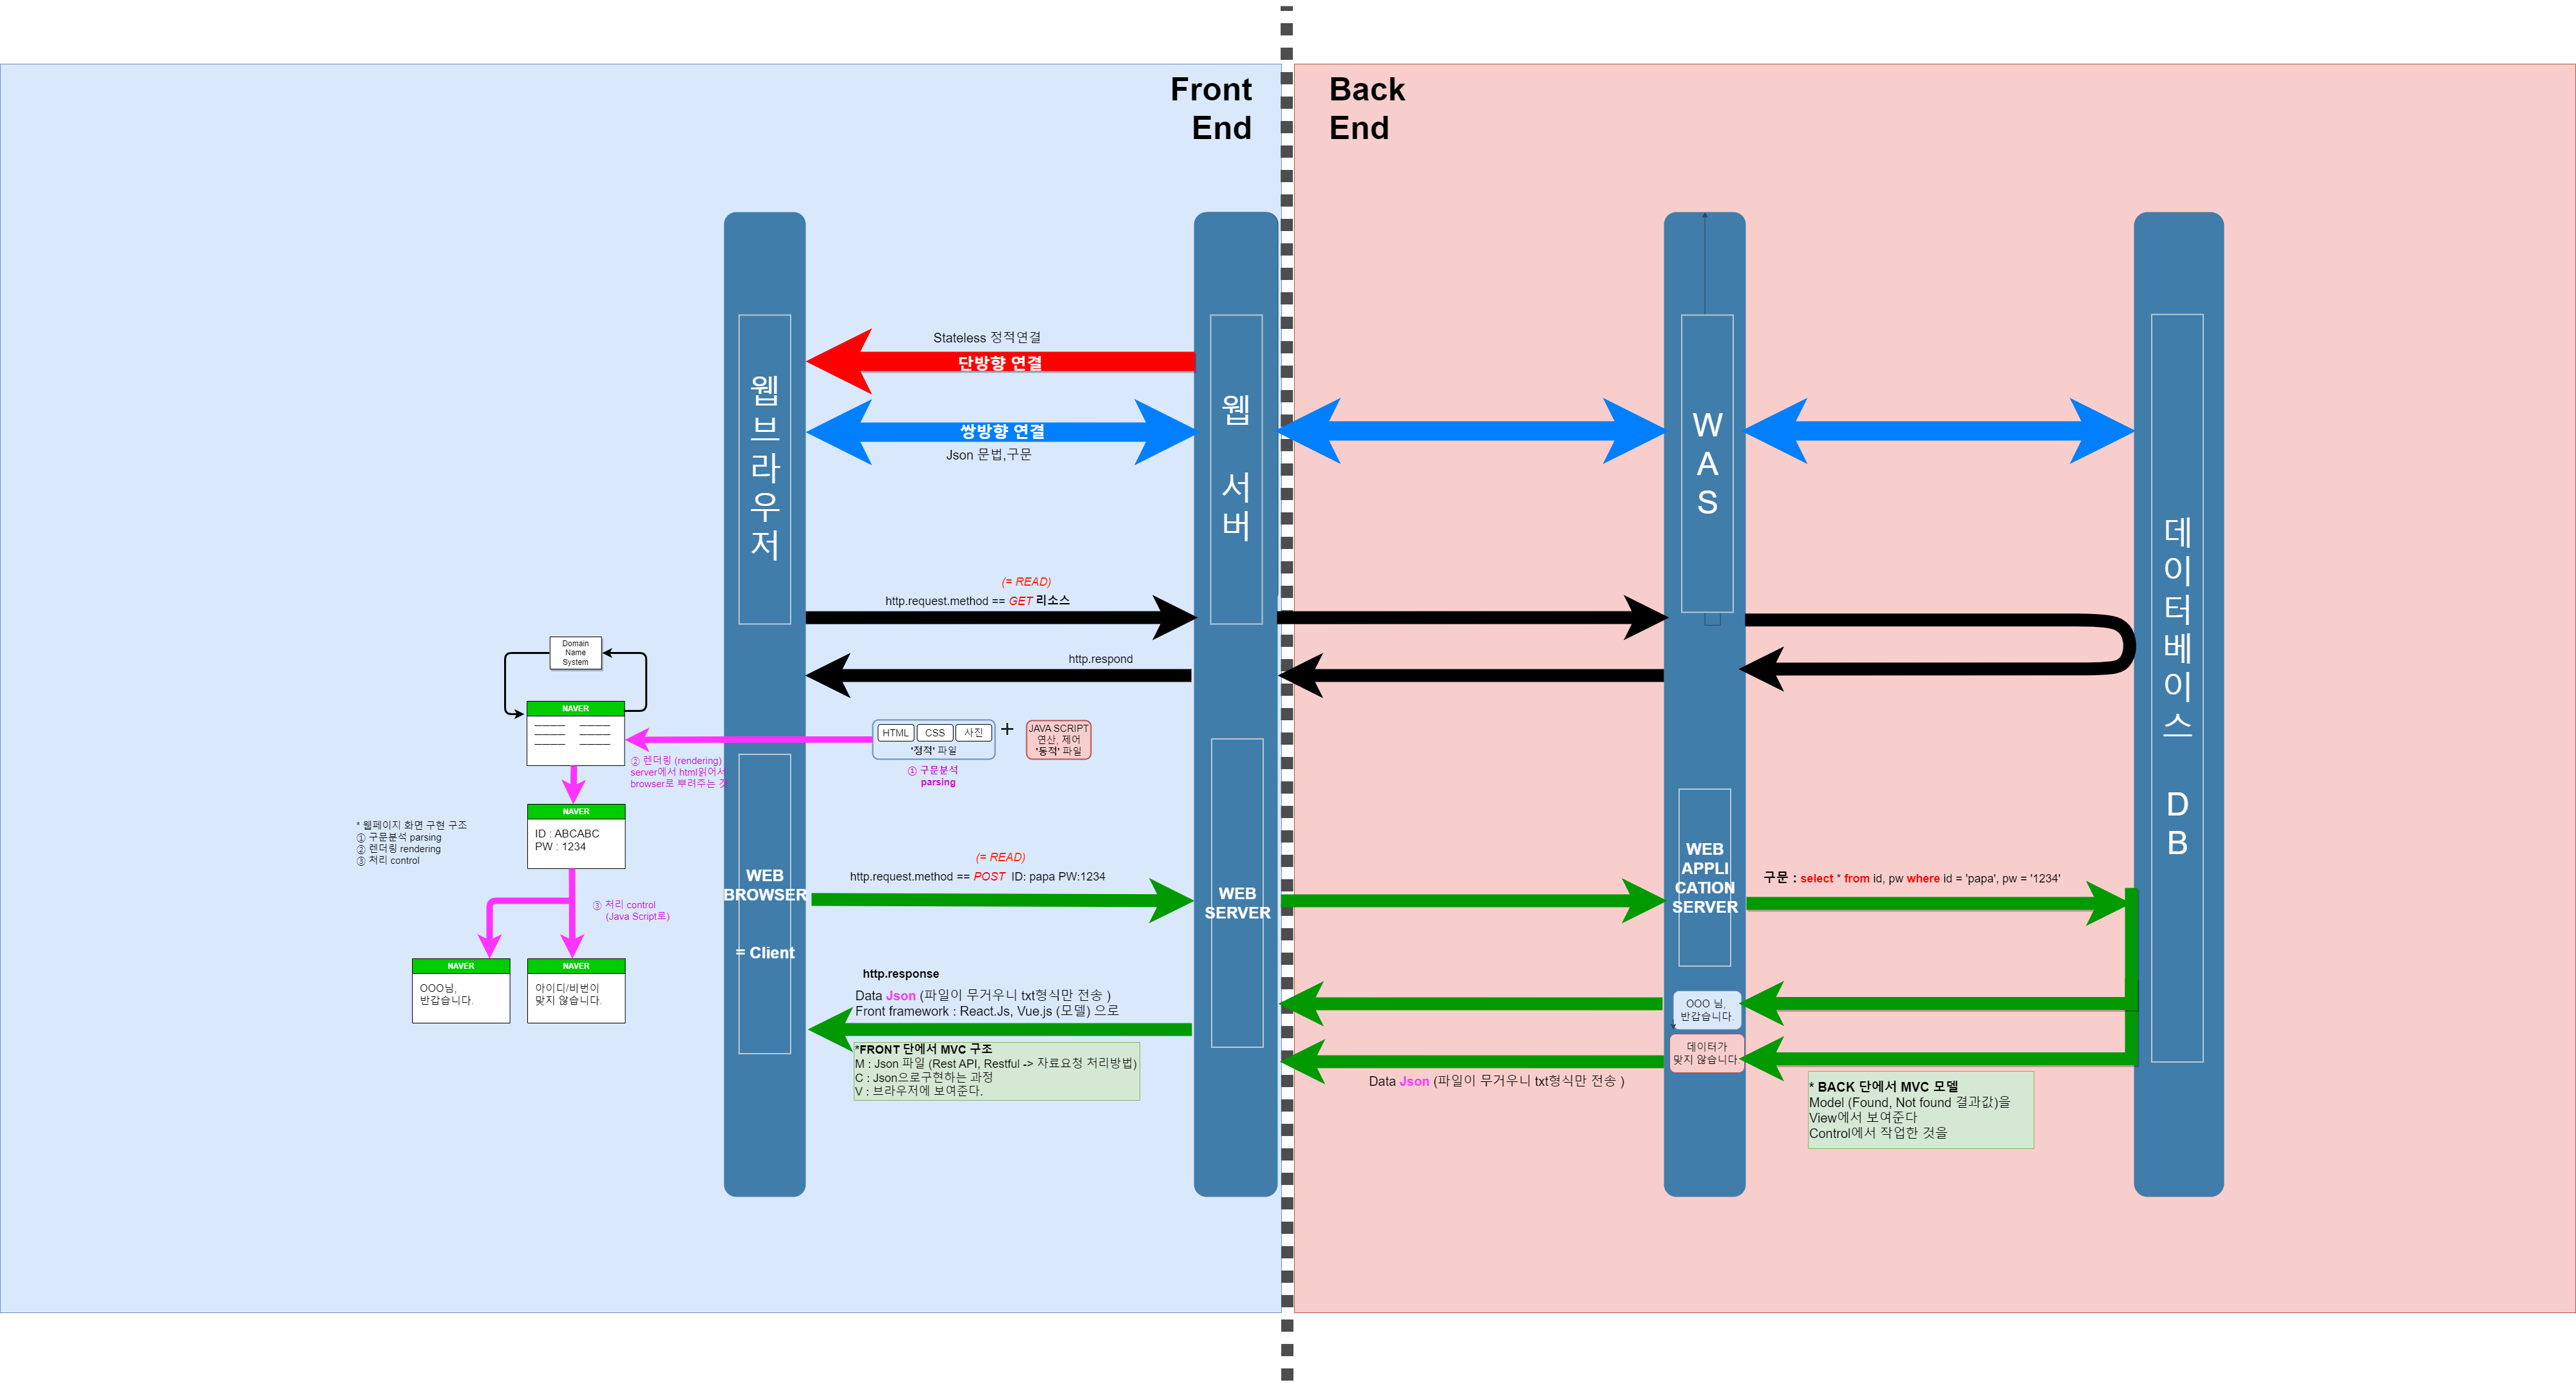 Front
End
Back
End
웹
브
라
우
저
웹
서
버
W
A
S
데
이
터
베
이
스
D
B
Stateless 정적연결
단방향 연결
쌍방향 연결
Json 문법,구문
(= READ)
http.request.method == GET 리소스
http.respond
Domain
Name
System
NAVER
HTML
CSS
사진
'정적' 파일
+
JAVA SCRIPT
연산, 제어
'동적' 파일
① 구문분석
parsing
② 렌더링 (rendering)
server에서 html읽어서
browser로 뿌려주는 것
NAVER
ID : ABCABC
PW : 1234
* 웹페이지 화면 구현 구조
① 구문분석 parsing
② 렌더링 rendering
③ 처리 control
③ 처리 control
(Java Script로)
NAVER
OOO님,
반갑습니다.
NAVER
아이디/비번이
맞지 않습니다.
WEB
BROWSER
= Client
WEB
SERVER
WEB
APPLI
CATION
SERVER
(= READ)
http.request.method == POST ID: papa PW:1234
구문 : select * from id, pw where id = 'papa', pw = '1234'
http.response
Data Json (파일이 무거우니 txt형식만 전송 )
Front framework : React.Js, Vue.js (모델) 으로
*FRONT 단에서 MVC 구조
M : Json 파일 (Rest API, Restful -> 자료요청 처리방법)
C : Json으로구현하는 과정
V : 브라우저에 보여준다.
OOO 님,
반갑습니다.
데이터가
맞지 않습니다.
Data Json (파일이 무거우니 txt형식만 전송 )
* BACK 단에서 MVC 모델
Model (Found, Not found 결과값)을
View에서 보여준다
Control에서 작업한 것을